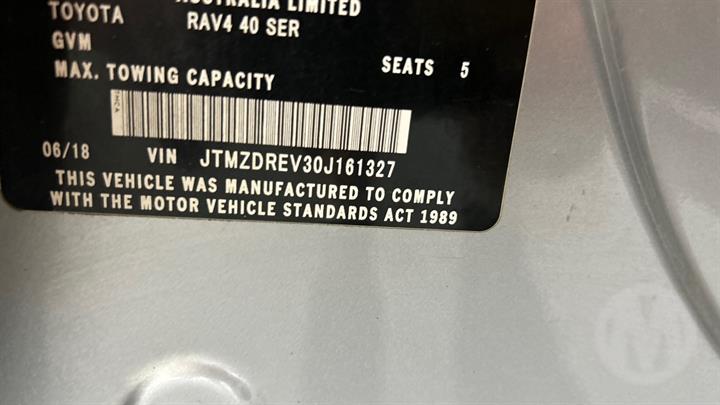 AUSTRALIA LIMITED
TOYOTA RAV4 40 SER
GVM
MAX. TOWING CAPACITY SEATS 5
TMCA
06/18 VIN JTMZDREV30J161327
THIS VEHICLE WAS MANUFACTURED TO COMPLY
WITH THE MOTOR VEHICLE STANDARDS ACT 1989